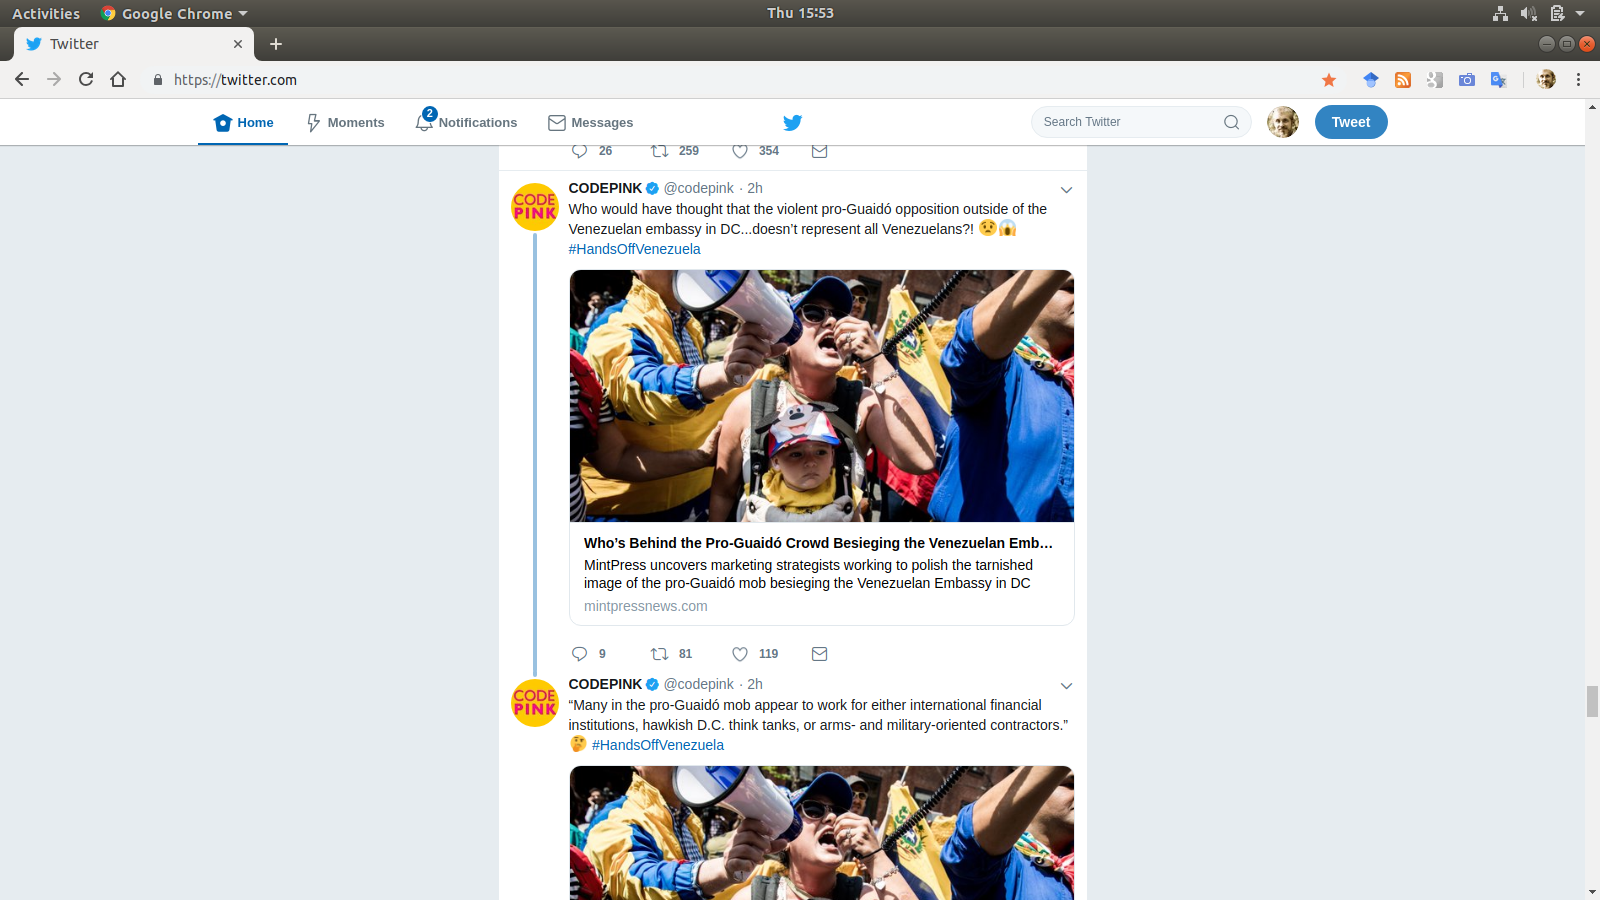 Activities
Google Chrome
Thu 15:53
Twitter
https://twitter.com
Home
Moments
2
Notifications
Messages
Search Twitter
Tweet
26
259
354
CODE
PINK
CODEPINK @codepink · 2h
Who would have thought that the violent pro-Guaidó opposition outside of the
Venezuelan embassy in DC...doesn’t represent all Venezuelans?! 😟😱
#HandsOffVenezuela
Who’s Behind the Pro-Guaidó Crowd Besieging the Venezuelan Emb…
MintPress uncovers marketing strategists working to polish the tarnished
image of the pro-Guaidó mob besieging the Venezuelan Embassy in DC
mintpressnews.com
9
81
119
CODE
PINK
CODEPINK @codepink · 2h
“Many in the pro-Guaidó mob appear to work for either international financial
institutions, hawkish D.C. think tanks, or arms- and military-oriented contractors.”
🤔 #HandsOffVenezuela